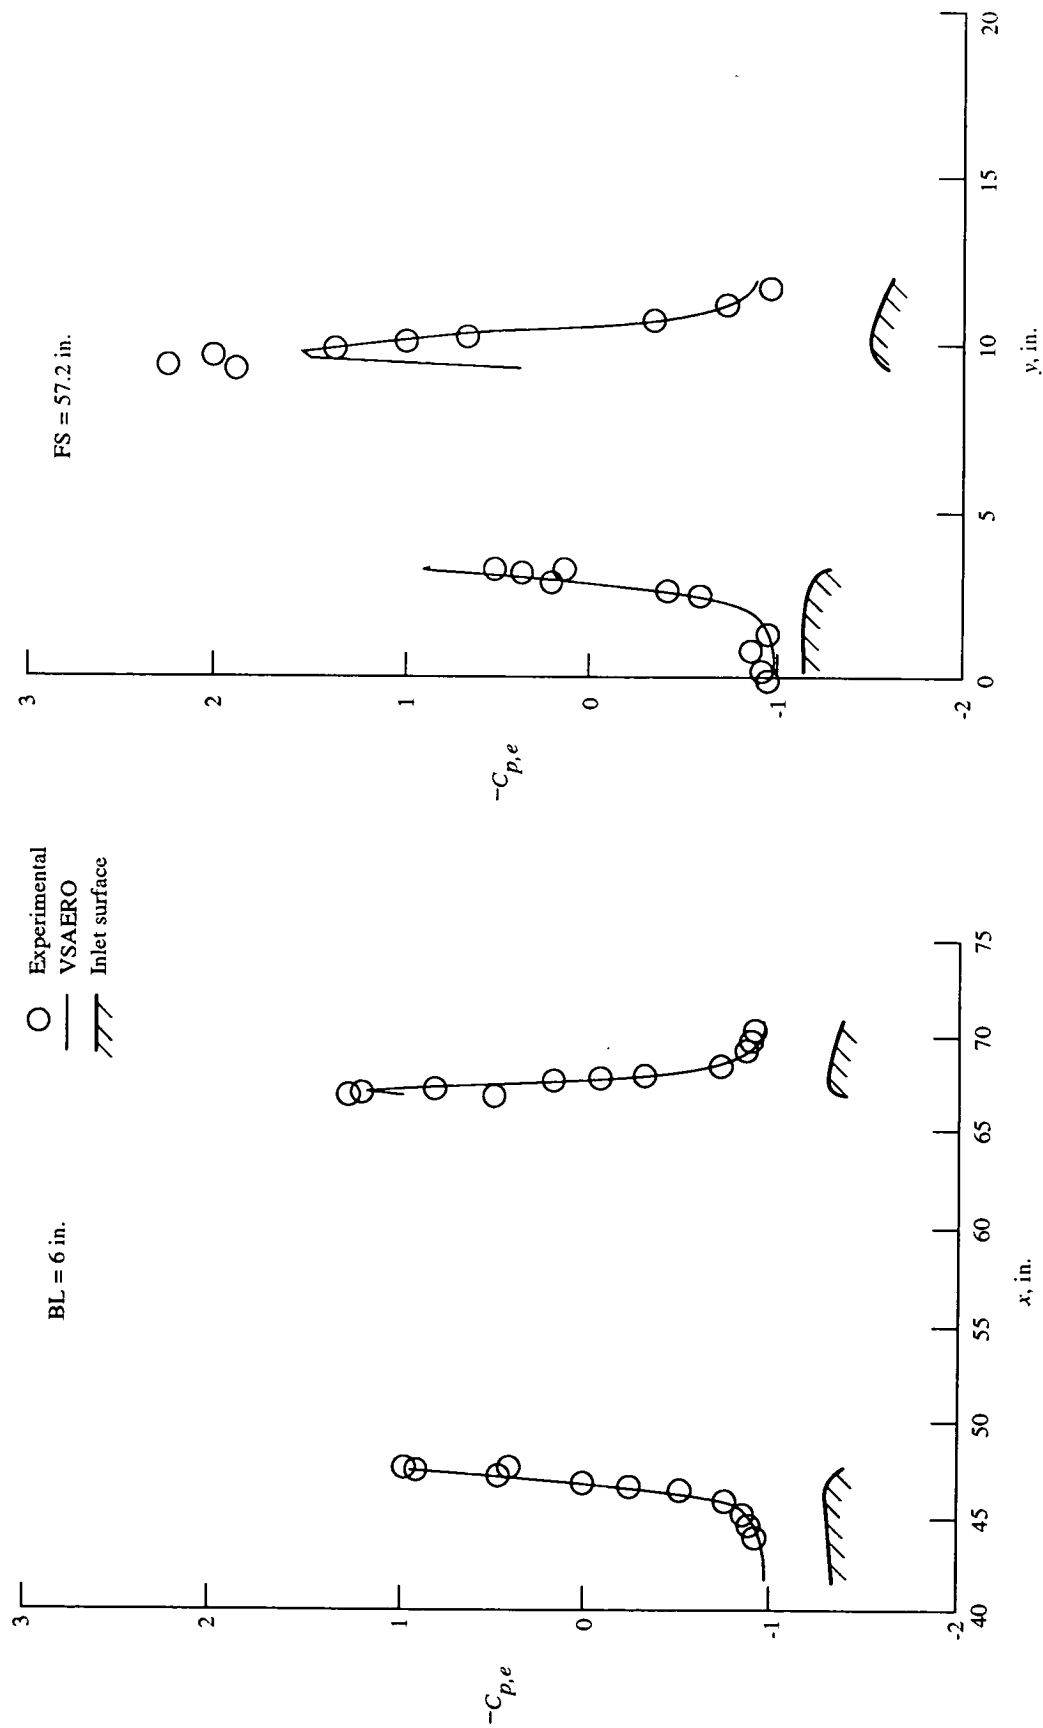 Experimental
VSAERO
Inlet surface
BL = 6 in.
3
2
1
0
-1
-2
−C p,e
40
45
50
55
60
65
70
75
x, in.
FS = 57.2 in.
3
2
1
0
-1
-2
−C p,e
0
5
10
15
20
y, in.